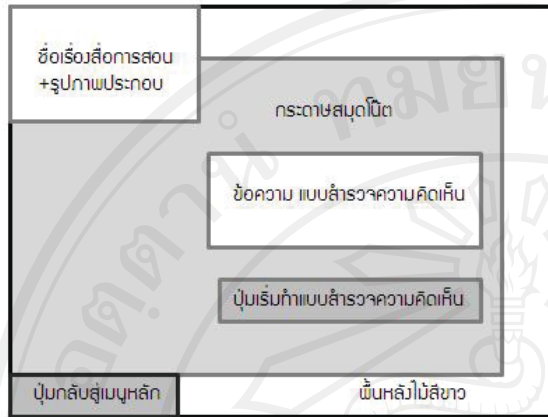 ชื่อเรื่องสื่อการสอน
+รูปภาพประกอบ
กระดาษสมุดโน๊ต
ข้อความ แบบสำรวจความคิดเห็น
ปุ่มเริ่มทำแบบสำรวจความคิดเห็น
ปุ่มกลับสู่เมนูหลัก
พื้นหลังไม้สีขาว